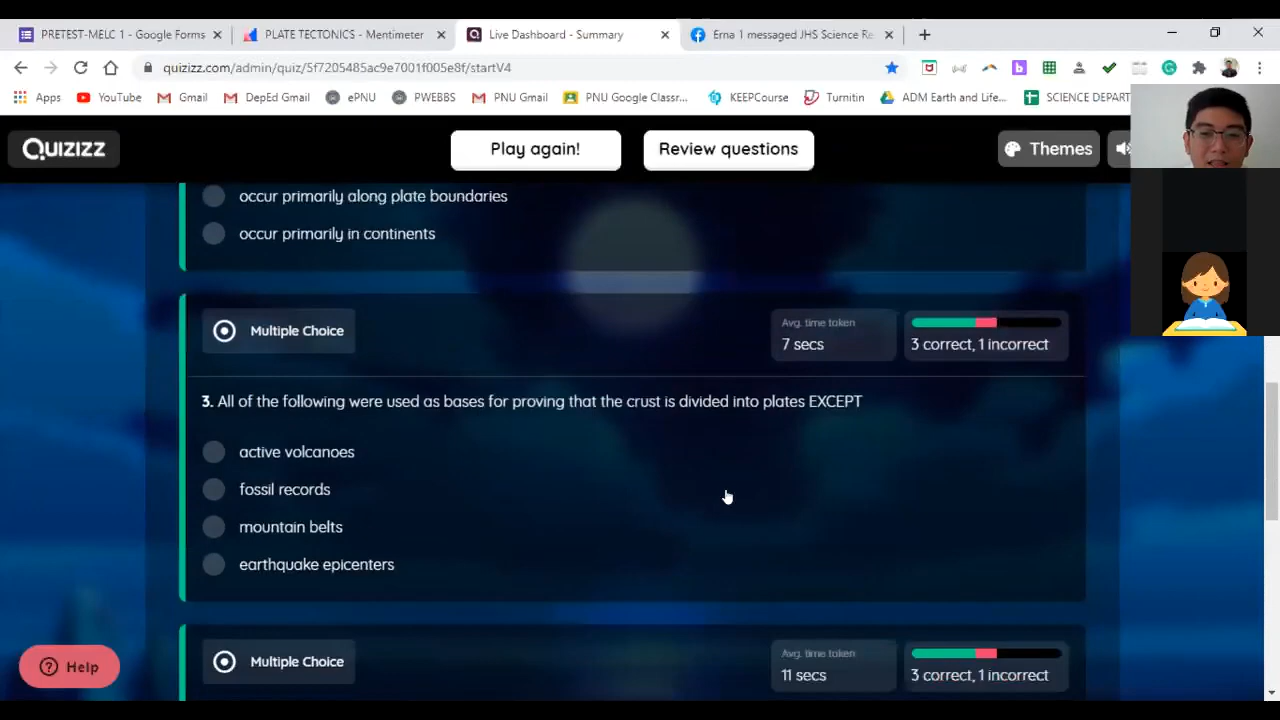 PRETEST-MELC 1 - Google Forms
PLATE TECTONICS - Mentimeter
Live Dashboard - Summary
Erna 1 messaged JHS Science Re
quizizz.com/admin/quiz/5f7205485ac9e7001f005e8f/startV4
Apps
YouTube
Gmail
DepEd Gmail
ePNU
PWEBBS
PNU Gmail
PNU Google Classr...
KEEPCourse
Turnitin
ADM Earth and Life...
SCIENCE DEPART
Quizizz
Play again!
Review questions
Themes
occur primarily along plate boundaries
occur primarily in continents
Multiple Choice
Avg. time taken
7 secs
3 correct, 1 incorrect
3. All of the following were used as bases for proving that the crust is divided into plates EXCEPT
active volcanoes
fossil records
mountain belts
earthquake epicenters
Multiple Choice
Avg. time taken
11 secs
3 correct, 1 incorrect
Help